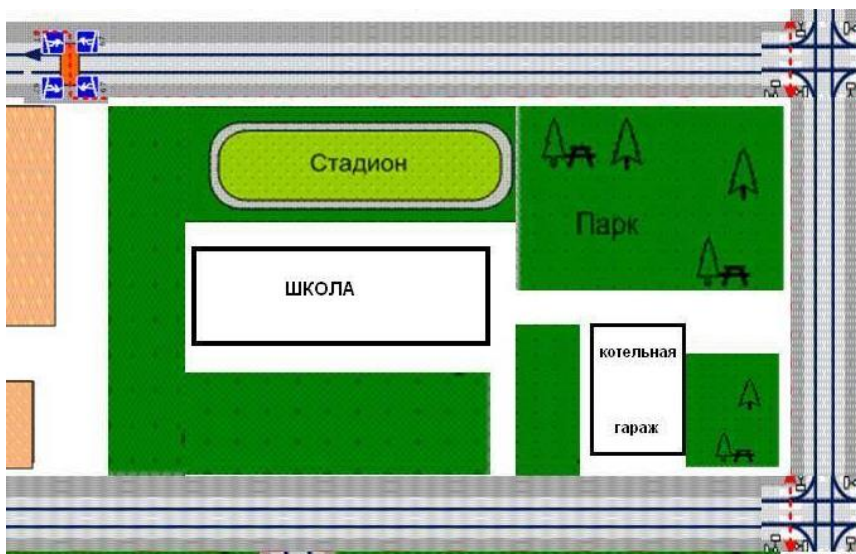 Стадион
Парк
ШКОЛА
котельная
гараж